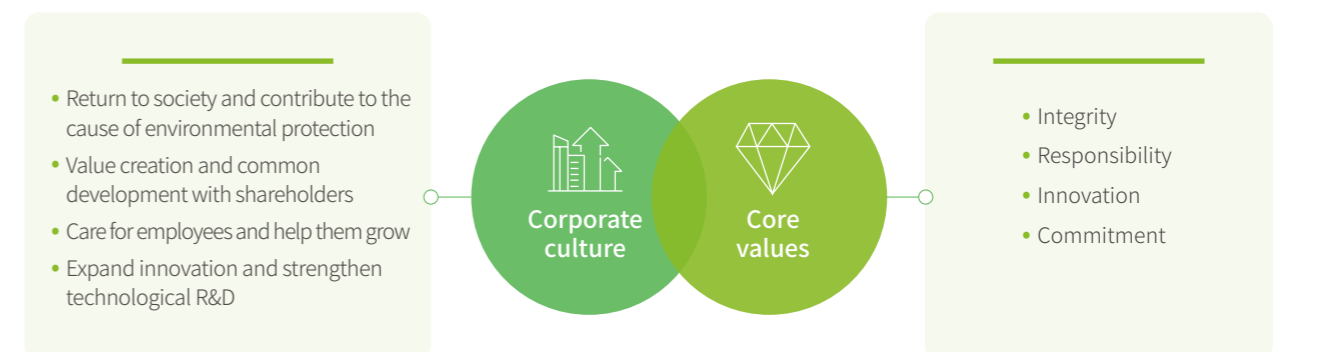 • Return to society and contribute to the
cause of environmental protection
• Value creation and common
development with shareholders
• Care for employees and help them grow
• Expand innovation and strengthen
technological R&D
Corporate
culture
Core
values
• Integrity
• Responsibility
• Innovation
• Commitment